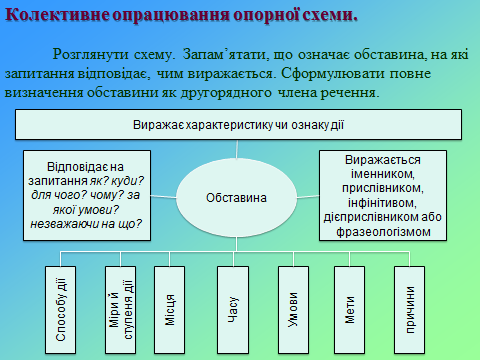 Колективне опрацювання опорної схеми.
Розглянути схему. Запам’ятати, що означає обставина, на які
запитання відповідає, чим виражається. Сформулювати повне
визначення обставини як другорядного члена речення.
Виражає характеристику чи ознаку дії
Відповідає на
запитання як? куди?
для чого? чому? за
якої умови?
незважаючи на що?
Обставина
Виражається
іменником,
прислівником,
інфінітивом,
дієприслівником або
фразеологізмом
Способу дії
Міри й
ступеня дії
Місця
Часу
Умови
Мети
причини